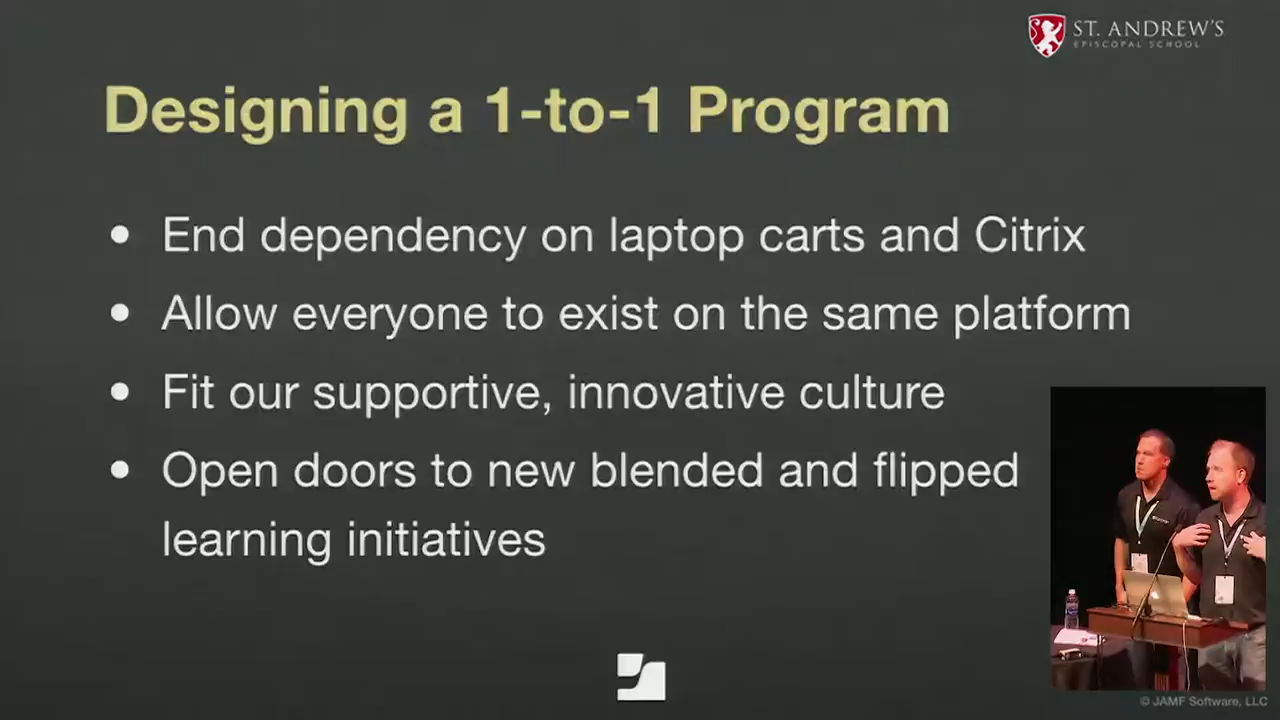 ST. ANDREW'S
EPISCOPAL SCHOOL
Designing a 1-to-1 Program
• End dependency on laptop carts and Citrix
• Allow everyone to exist on the same platform
• Fit our supportive, innovative culture
• Open doors to new blended and flipped
learning initiatives
© JAMF Software, LLC